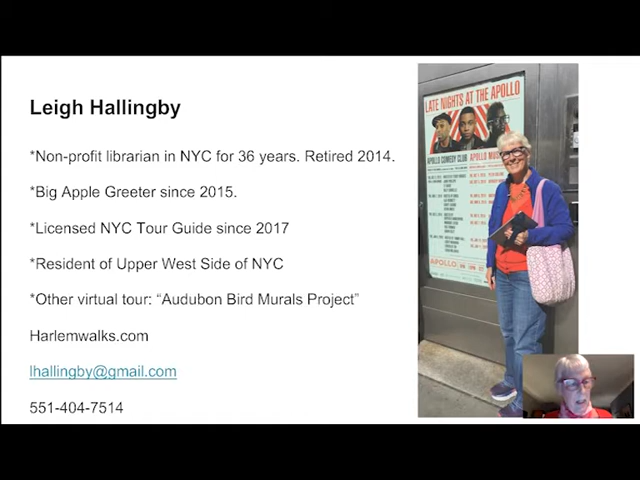 Leigh Hallingby
*Non-profit librarian in NYC for 36 years. Retired 2014.
*Big Apple Greeter since 2015.
*Licensed NYC Tour Guide since 2017
*Resident of Upper West Side of NYC
*Other virtual tour: “Audubon Bird Murals Project”
Harlemwalks.com
lhallingby@gmail.com
551-404-7514
LATE NIGHTS AT THE APOLLO
APOLLO COMEDY CLUB
APOLLO
APOLLO